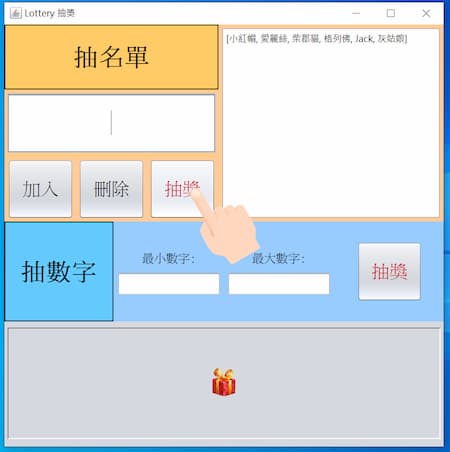 Lottery 抽獎
抽名單
[小紅帽, 愛麗絲, 柴郡貓, 格列佛, Jack, 灰姑娘]
加入
刪除
抽獎
抽數字
最小數字:
最大數字:
抽獎